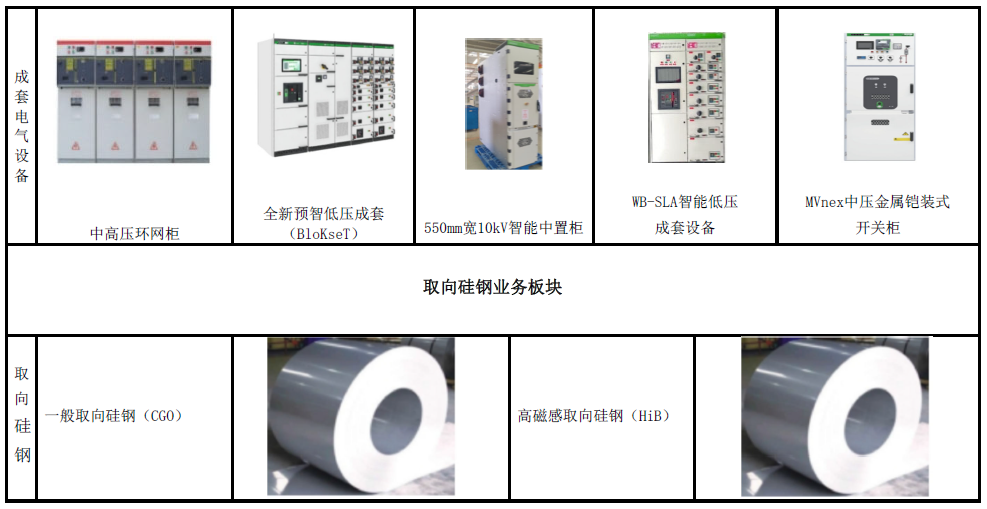 成套电气设备
中高压环网柜
全新预智低压成套
（BloKseT）
550mm宽10kV智能中置柜
WB-SLA智能低压
成套设备
MVnex中压金属铠装式
开关柜
取向硅钢业务板块
取向硅钢
一般取向硅钢（CGO）
高磁感取向硅钢（HiB）